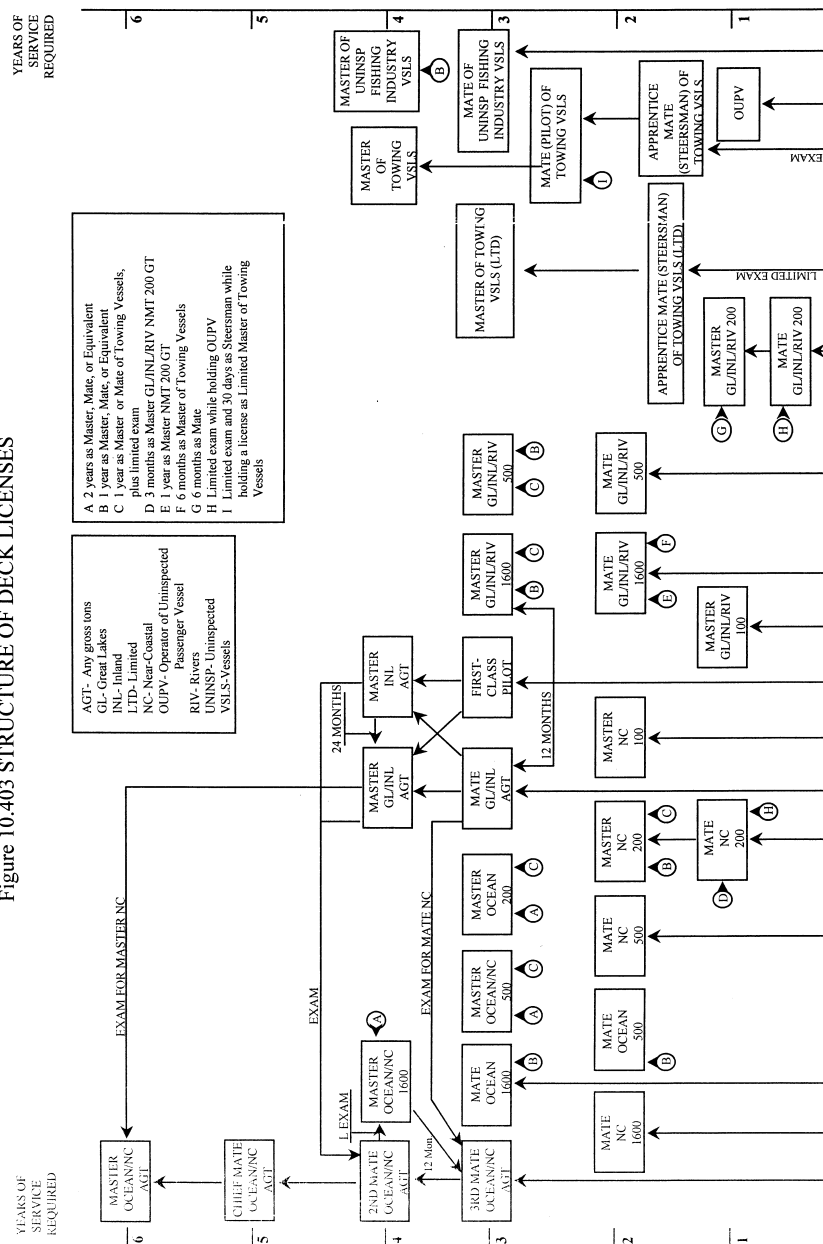 Figure 10.403 STRUCTURE OF DECK LICENSES
YEARS OF
SERVICE
REQUIRED
YEARS OF
SERVICE
REQUIRED
6
5
4
3
2
1
MASTER
OCEAN/NC
AGT
EXAM FOR MASTER NC
CHIEF MATE
OCEAN/NC
AGT
2ND MATE
OCEAN/NC
AGT
L EXAM
MASTER
OCEAN/NC
1600
A
12 Mon
EXAM
3RD MATE
OCEAN/NC
AGT
MATE
OCEAN
1600
B
EXAM FOR MATE NC
MASTER
OCEAN/NC
500
A
C
MASTER
OCEAN
200
A
C
MATE
NC
1600
MATE
OCEAN
500
B
MATE
NC
500
MASTER
NC
200
B
C
D
MATE
NC
200
H
MASTER
NC
100
AGT- Any gross tons
GL- Great Lakes
INL- Inland
LTD- Limited
NC- Near-Coastal
OUPV- Operator of Uninspected
Passenger Vessel
RIV- Rivers
UNINSP- Uninspected
VSLS-Vessels
A 2 years as Master, Mate, or Equivalent
B 1 year as Master, Mate, or Equivalent
C 1 year as Master or Mate of Towing Vessels,
plus limited exam
D 3 months as Master GL/INL/RIV NMT 200 GT
E 1 year as Master NMT 200 GT
F 6 months as Master of Towing Vessels
G 6 months as Mate
H Limited exam while holding OUPV
I Limited exam and 30 days as Steersman while
holding a license as Limited Master of Towing
Vessels
24 MONTHS
MASTER
GL/INL
AGT
MASTER
INL
AGT
MATE
GL/INL
AGT
FIRST-
CLASS
PILOT
12 MONTHS
MASTER
GL/INL/RIV
1600
B
C
MASTER
GL/INL/RIV
500
C
B
MATE
GL/INL/RIV
1600
E
F
MATE
GL/INL/RIV
500
MASTER
GL/INL/RIV
100
G
MASTER
GL/INL/RIV 200
H
MATE
GL/INL/RIV 200
MASTER OF TOWING
VSLS (LTD)
APPRENTICE MATE (STEERSMAN)
OF TOWING VSLS (LTD)
LIMITED EXAM
MASTER
OF
TOWING
VSLS
MASTER OF
UNINSP
FISHING
INDUSTRY
VSLS
B
MATE OF
UNINSP FISHING
INDUSTRY VSLS
MATE (PILOT) OF
TOWING VSLS
I
APPRENTICE
MATE
(STEERSMAN) OF
TOWING VSLS
EXAM
OUPV
6
5
4
3
2
1